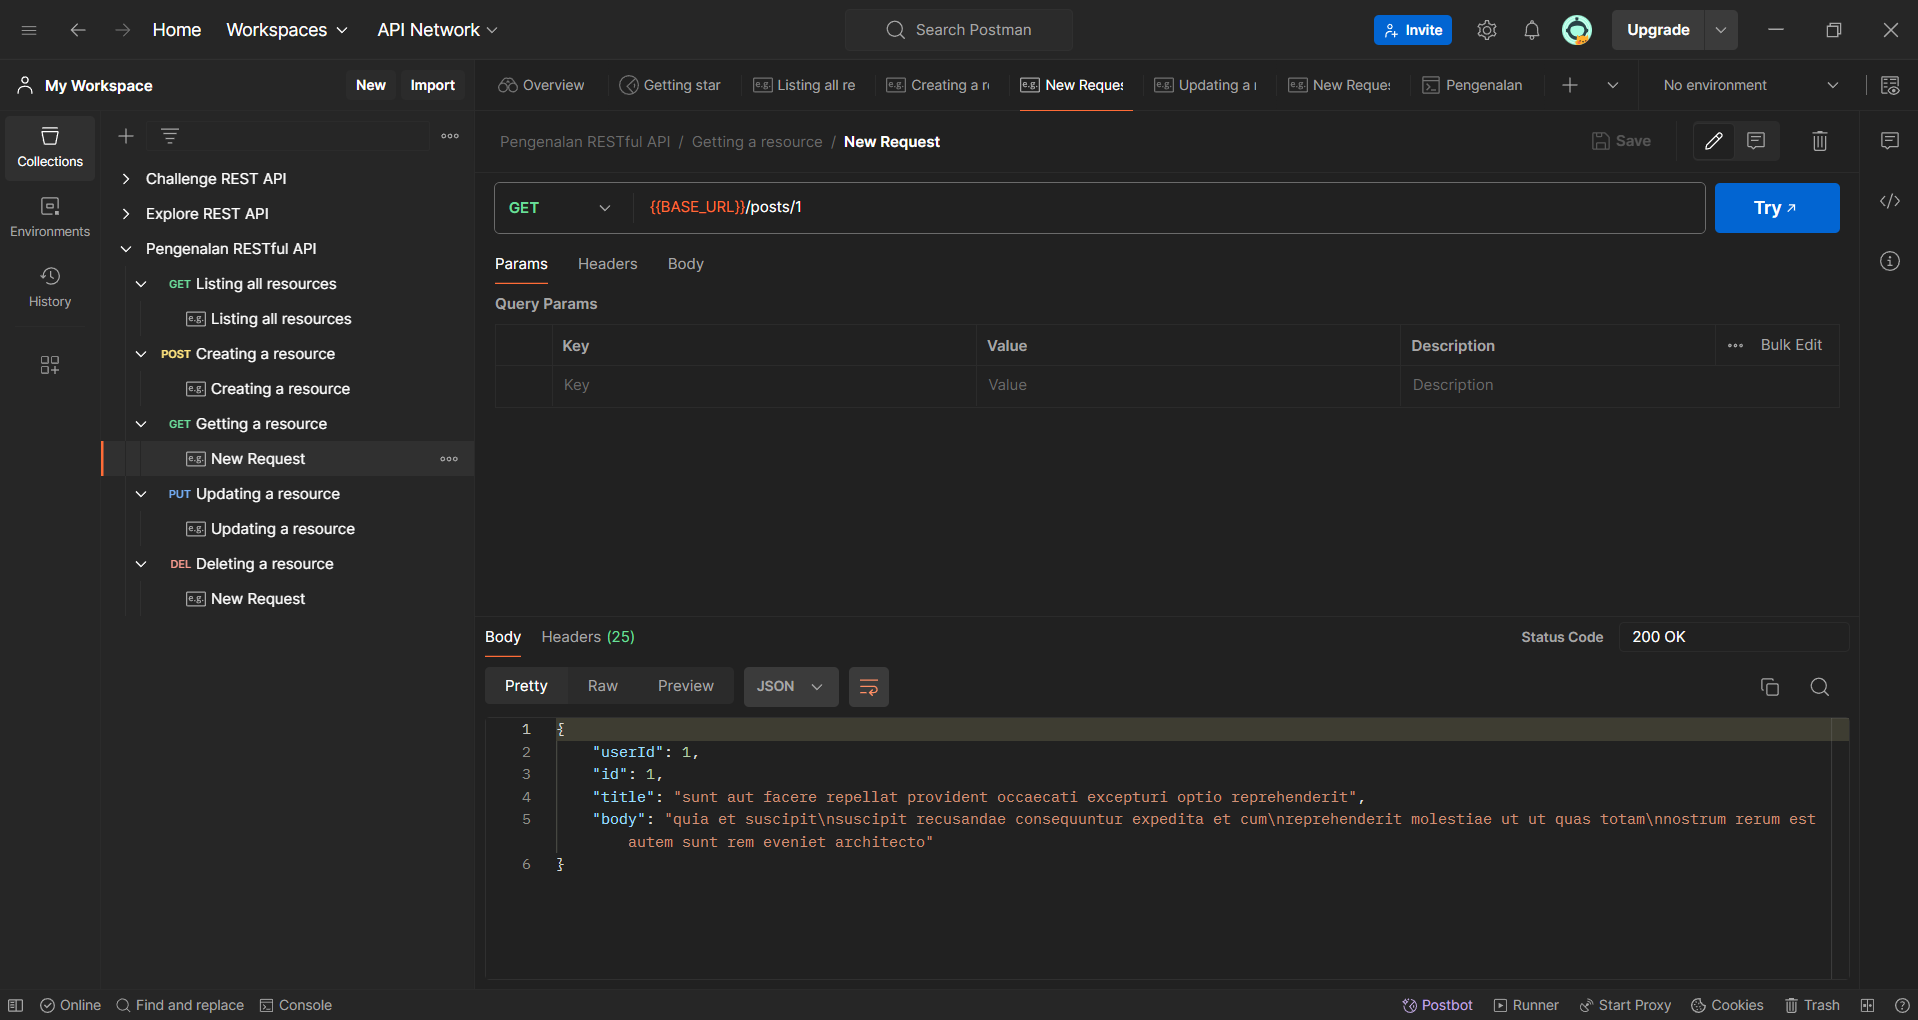 Home Workspaces API Network Search Postman Invite Upgrade
My Workspace New Import
Overview Getting star Listing all re Creating a re New Reques Updating a r New Reques Pengenalan No environment
Collections
Environments
History
Challenge REST API
Explore REST API
Pengenalan RESTful API
GET Listing all resources
e.g. Listing all resources
POST Creating a resource
e.g. Creating a resource
GET Getting a resource
e.g. New Request
PUT Updating a resource
e.g. Updating a resource
DEL Deleting a resource
e.g. New Request
Pengenalan RESTful API / Getting a resource / New Request Save
GET {{BASE_URL}}/posts/1 Try
Params Headers Body
Query Params
Key Value Description Bulk Edit
Key Value Description
Body Headers (25) Status Code 200 OK
Pretty Raw Preview JSON
1 {
2 "userId": 1,
3 "id": 1,
4 "title": "sunt aut facere repellat provident occaecati excepturi optio reprehenderit",
5 "body": "quia et suscipit\nsuscipit recusandae consequuntur expedita et cum\nreprehenderit molestiae ut ut quas totam\nnostrum rerum est
autem sunt rem eveniet architecto"
6 }
Online Find and replace Console Postbot Runner Start Proxy Cookies Trash